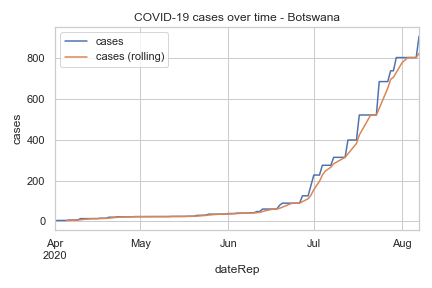 COVID-19 cases over time - Botswana
cases
cases (rolling)
800
600
400
200
0
cases
Apr
2020
May
Jun
Jul
Aug
dateRep